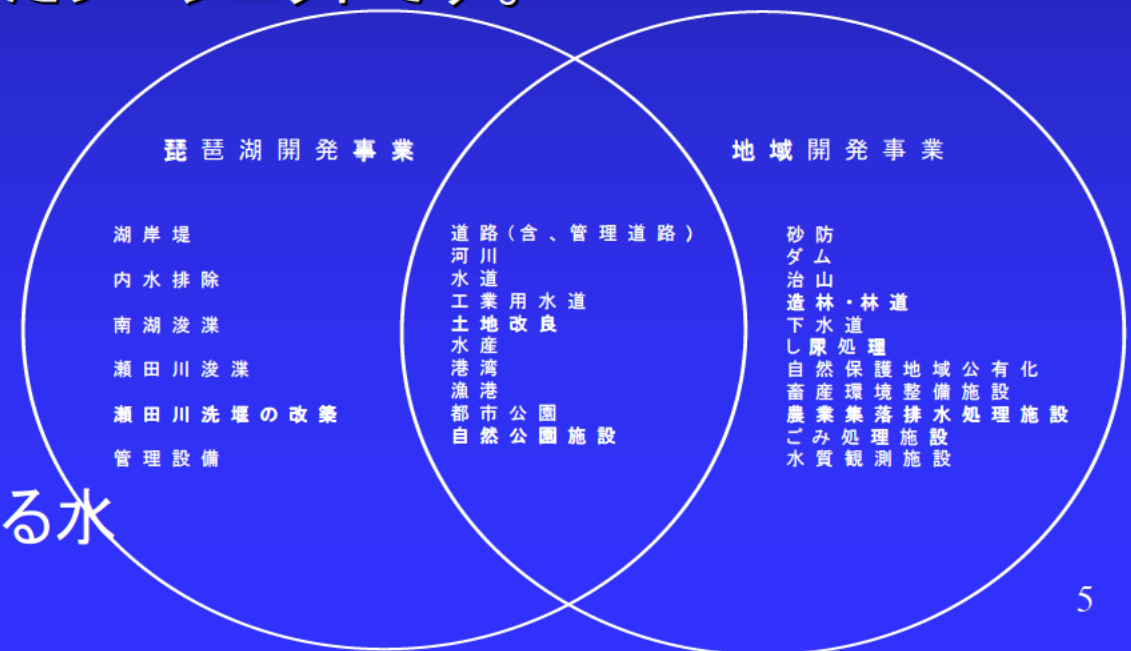 です。
琵琶湖開発事業
湖岸堤
内水排除
南湖浚渫
瀬田川浚渫
瀬田川洗堰の改築
管理設備
道路(含、管理道路)
河川
水道
工業用水道
土地改良
水産
港湾
漁港
都市公園
自然公園施設
地域開発事業
砂防
ダム
治山
造林・林道
下水道
し尿処理
自然保護地域公有化
畜産環境整備施設
農業集落排水処理施設
ごみ処理施設
水質観測施設
る水
5